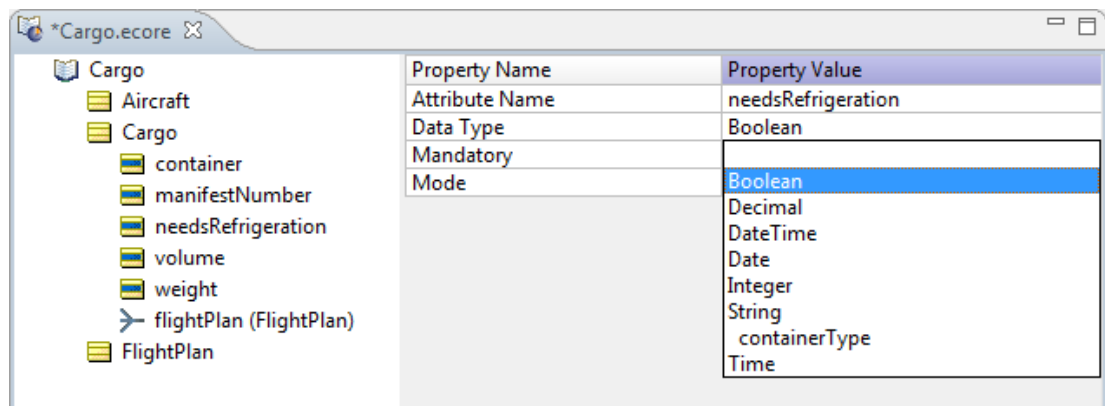 *Cargo.ecore
Cargo
Aircraft
Cargo
container
manifestNumber
needsRefrigeration
volume
weight
flightPlan (FlightPlan)
FlightPlan
Property Name Property Value
Attribute Name needsRefrigeration
Data Type Boolean
Mandatory
Mode
Boolean
Decimal
DateTime
Date
Integer
String
containerType
Time